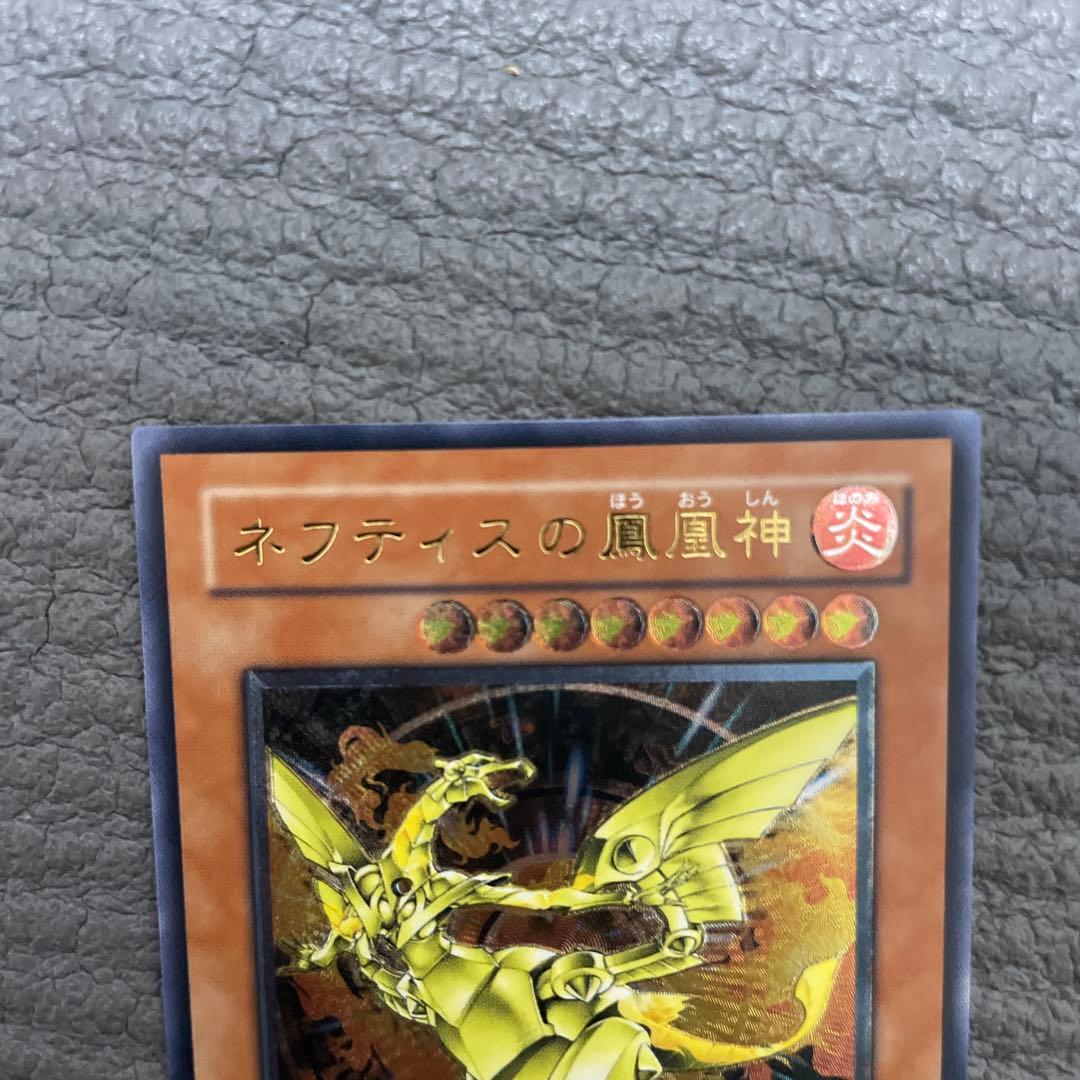 ほう おう しん
ネフティスの鳳凰神
ほのお
炎